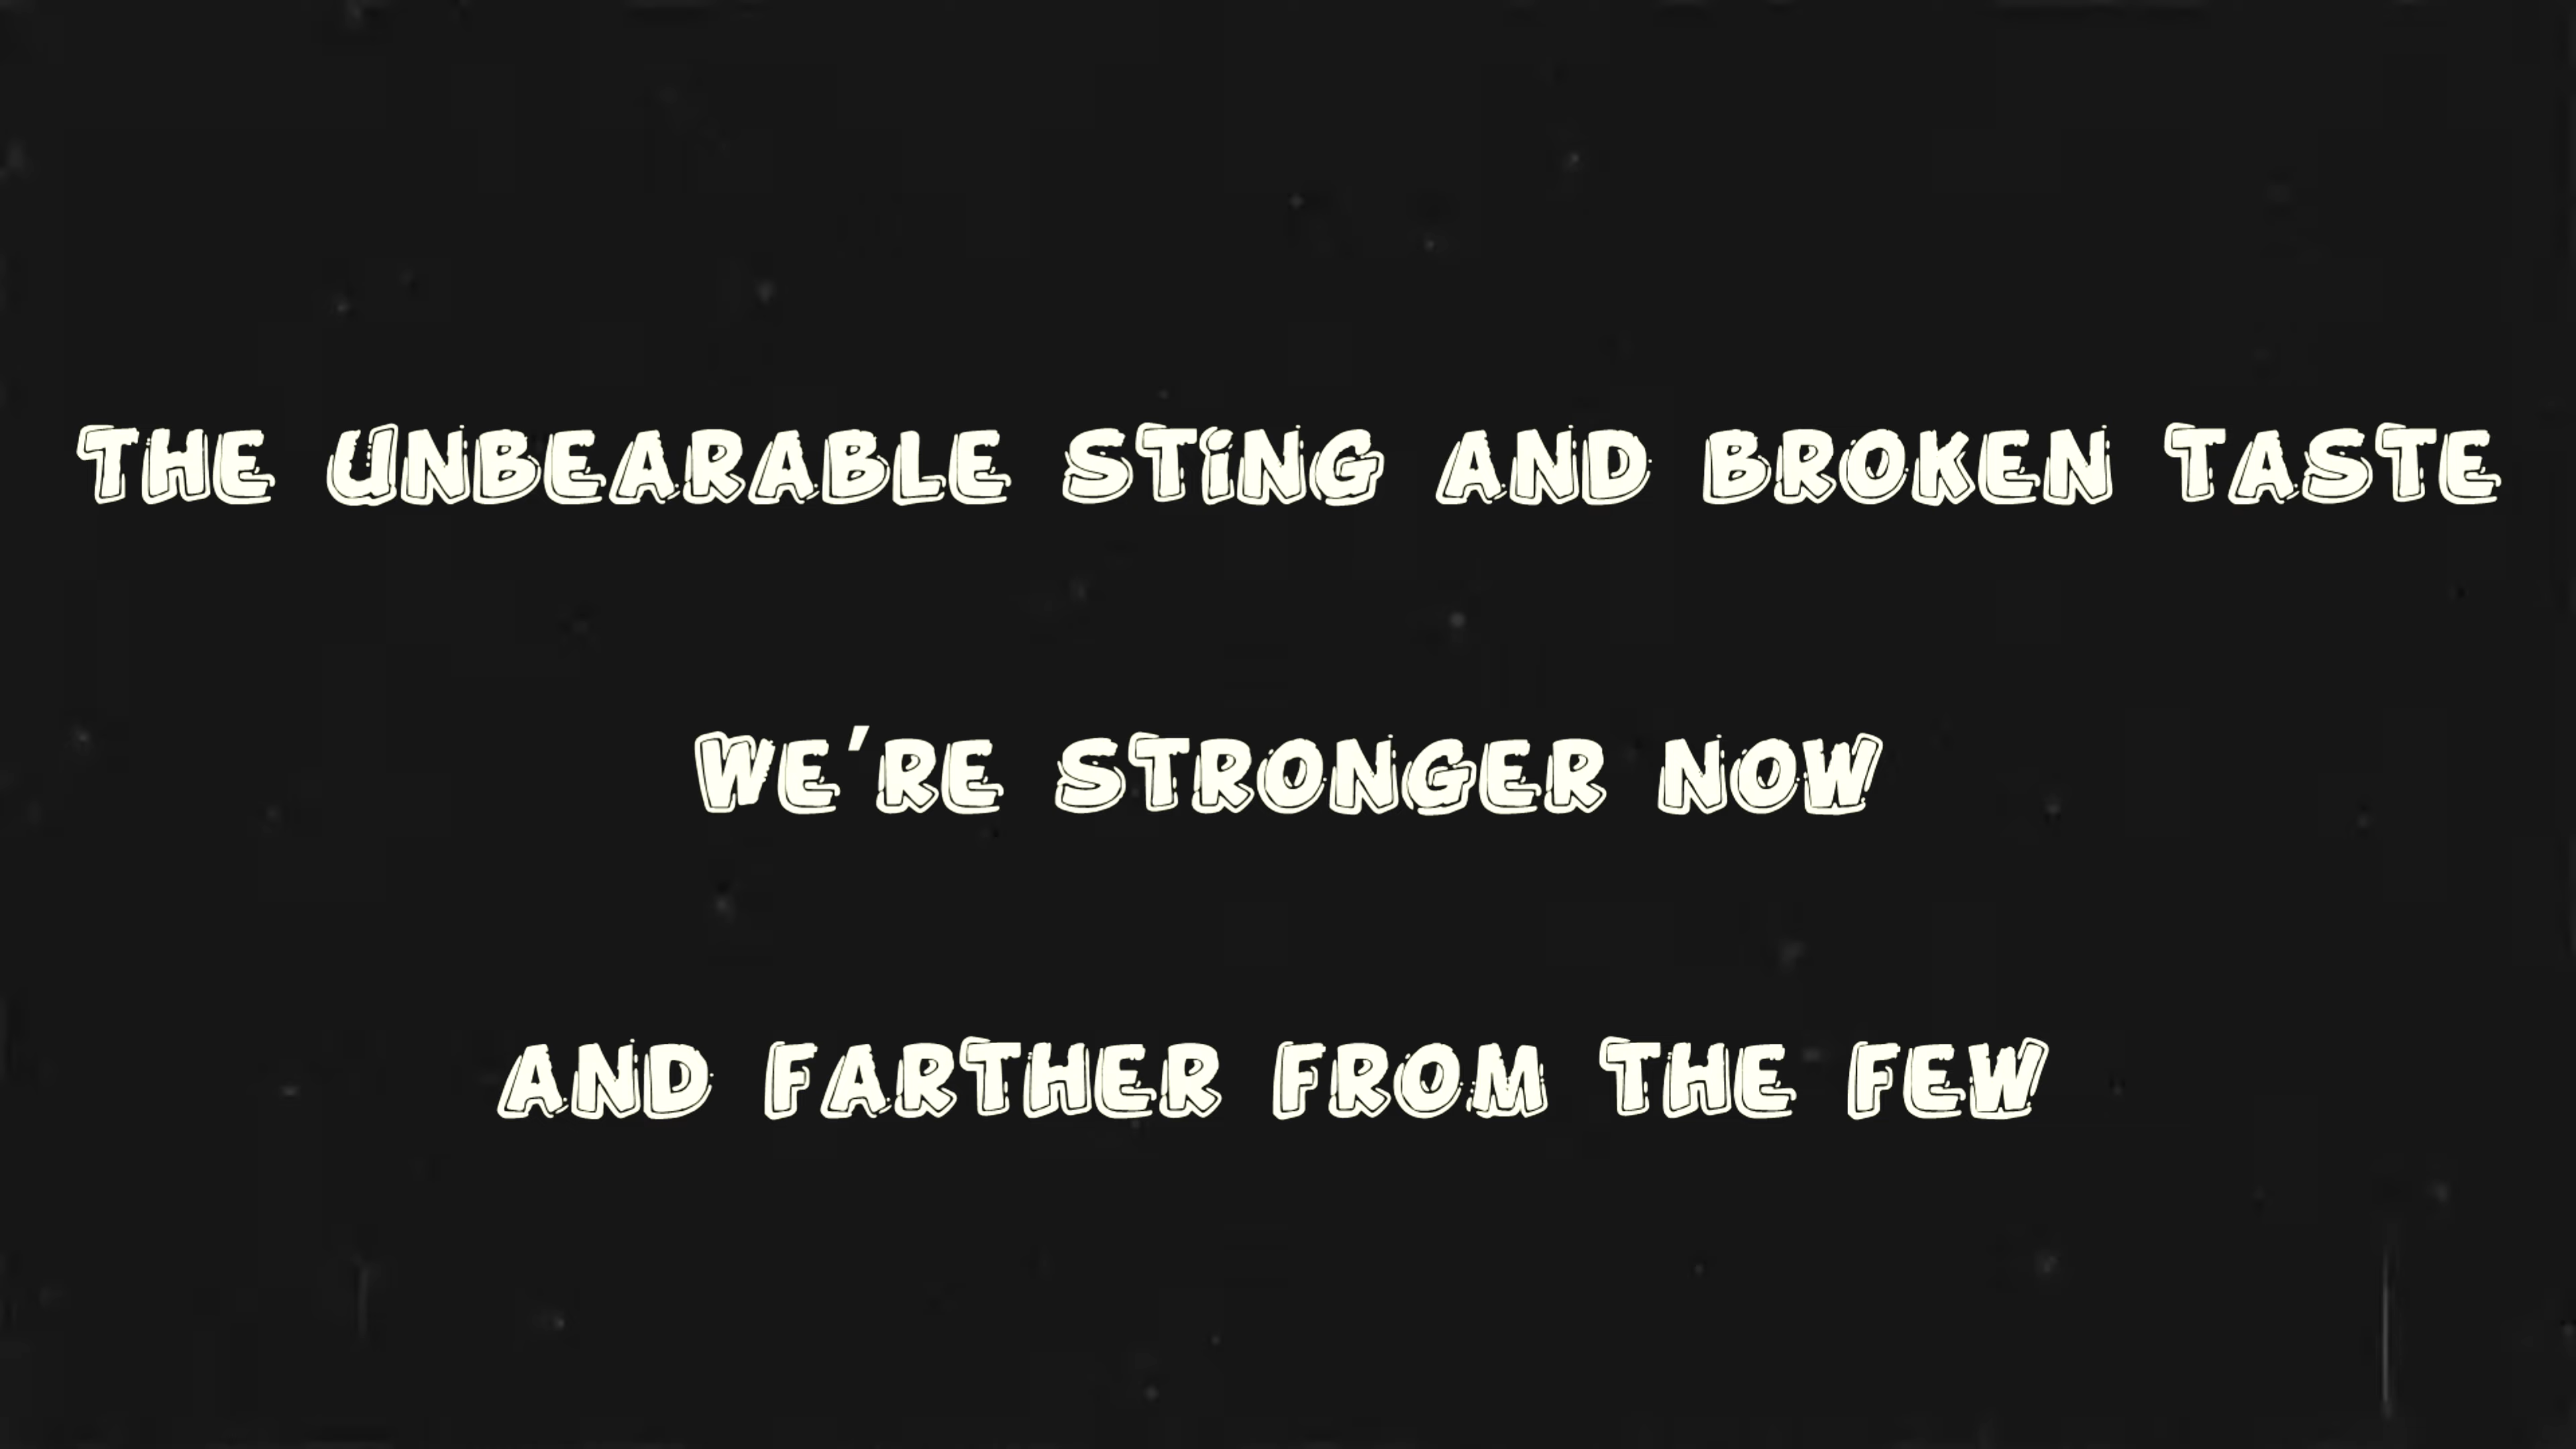 THE UNBEARABLE STING AND BROKEN TASTE
WE'RE STRONGER NOW
AND FARTHER FROM THE FEW